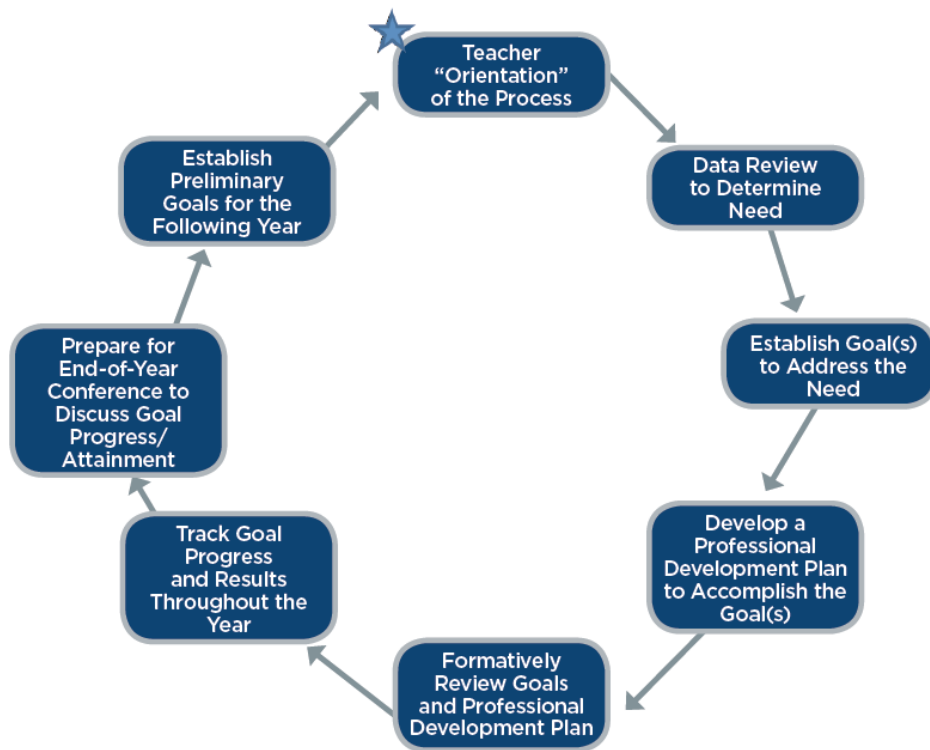 Teacher
“Orientation”
of the Process
Data Review
to Determine
Need
Establish Goal(s)
to Address the
Need
Develop a
Professional
Development Plan
to Accomplish the
Goal(s)
Formatively
Review Goals
and Professional
Development Plan
Track Goal
Progress
and Results
Throughout the
Year
Prepare for
End-of-Year
Conference to
Discuss Goal
Progress/
Attainment
Establish
Preliminary
Goals for the
Following Year